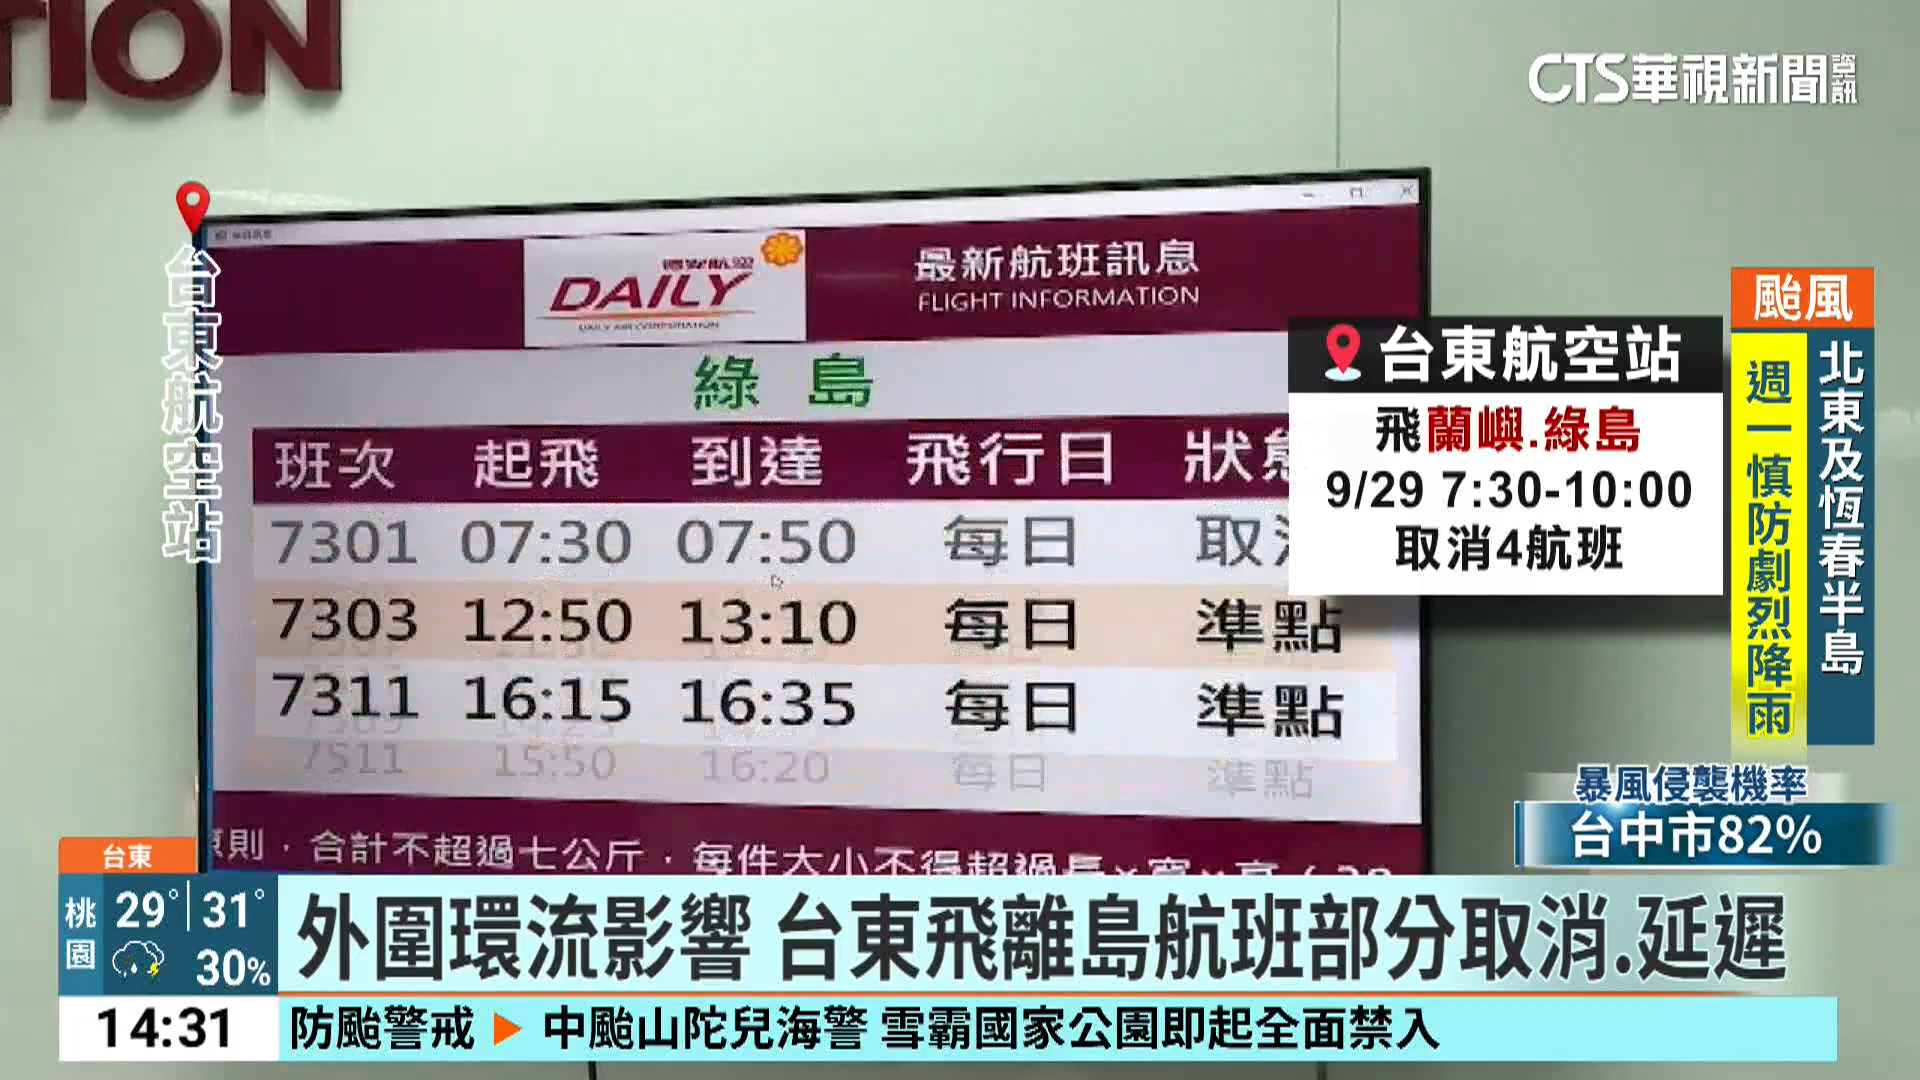 TION
CTS華視新聞資訊
台東航空站
DAILY
DAILY AIR CORPORATION
最新航班訊息
FLIGHT INFORMATION
綠島
班次 起飛 到達 飛行日
7301 07:30 07:50 每日
7303 12:50 13:10 每日 準點
7311 16:15 16:35 每日 準點
7511 15:50 16:20 每日 準點
則，合計不超過七公斤，每件大小不得超過長×寬×高
台東航空站
飛蘭嶼.綠島
9/29 7:30-10:00
取消4航班
颱風
北東及恆春半島
週一慎防劇烈降雨
暴風侵襲機率
台中市82%
台東
桃園 29° 31°
30%
外圍環流影響 台東飛離島航班部分取消.延遲
14:31
防颱警戒 ▶ 中颱山陀兒海警 雪霸國家公園即起全面禁入